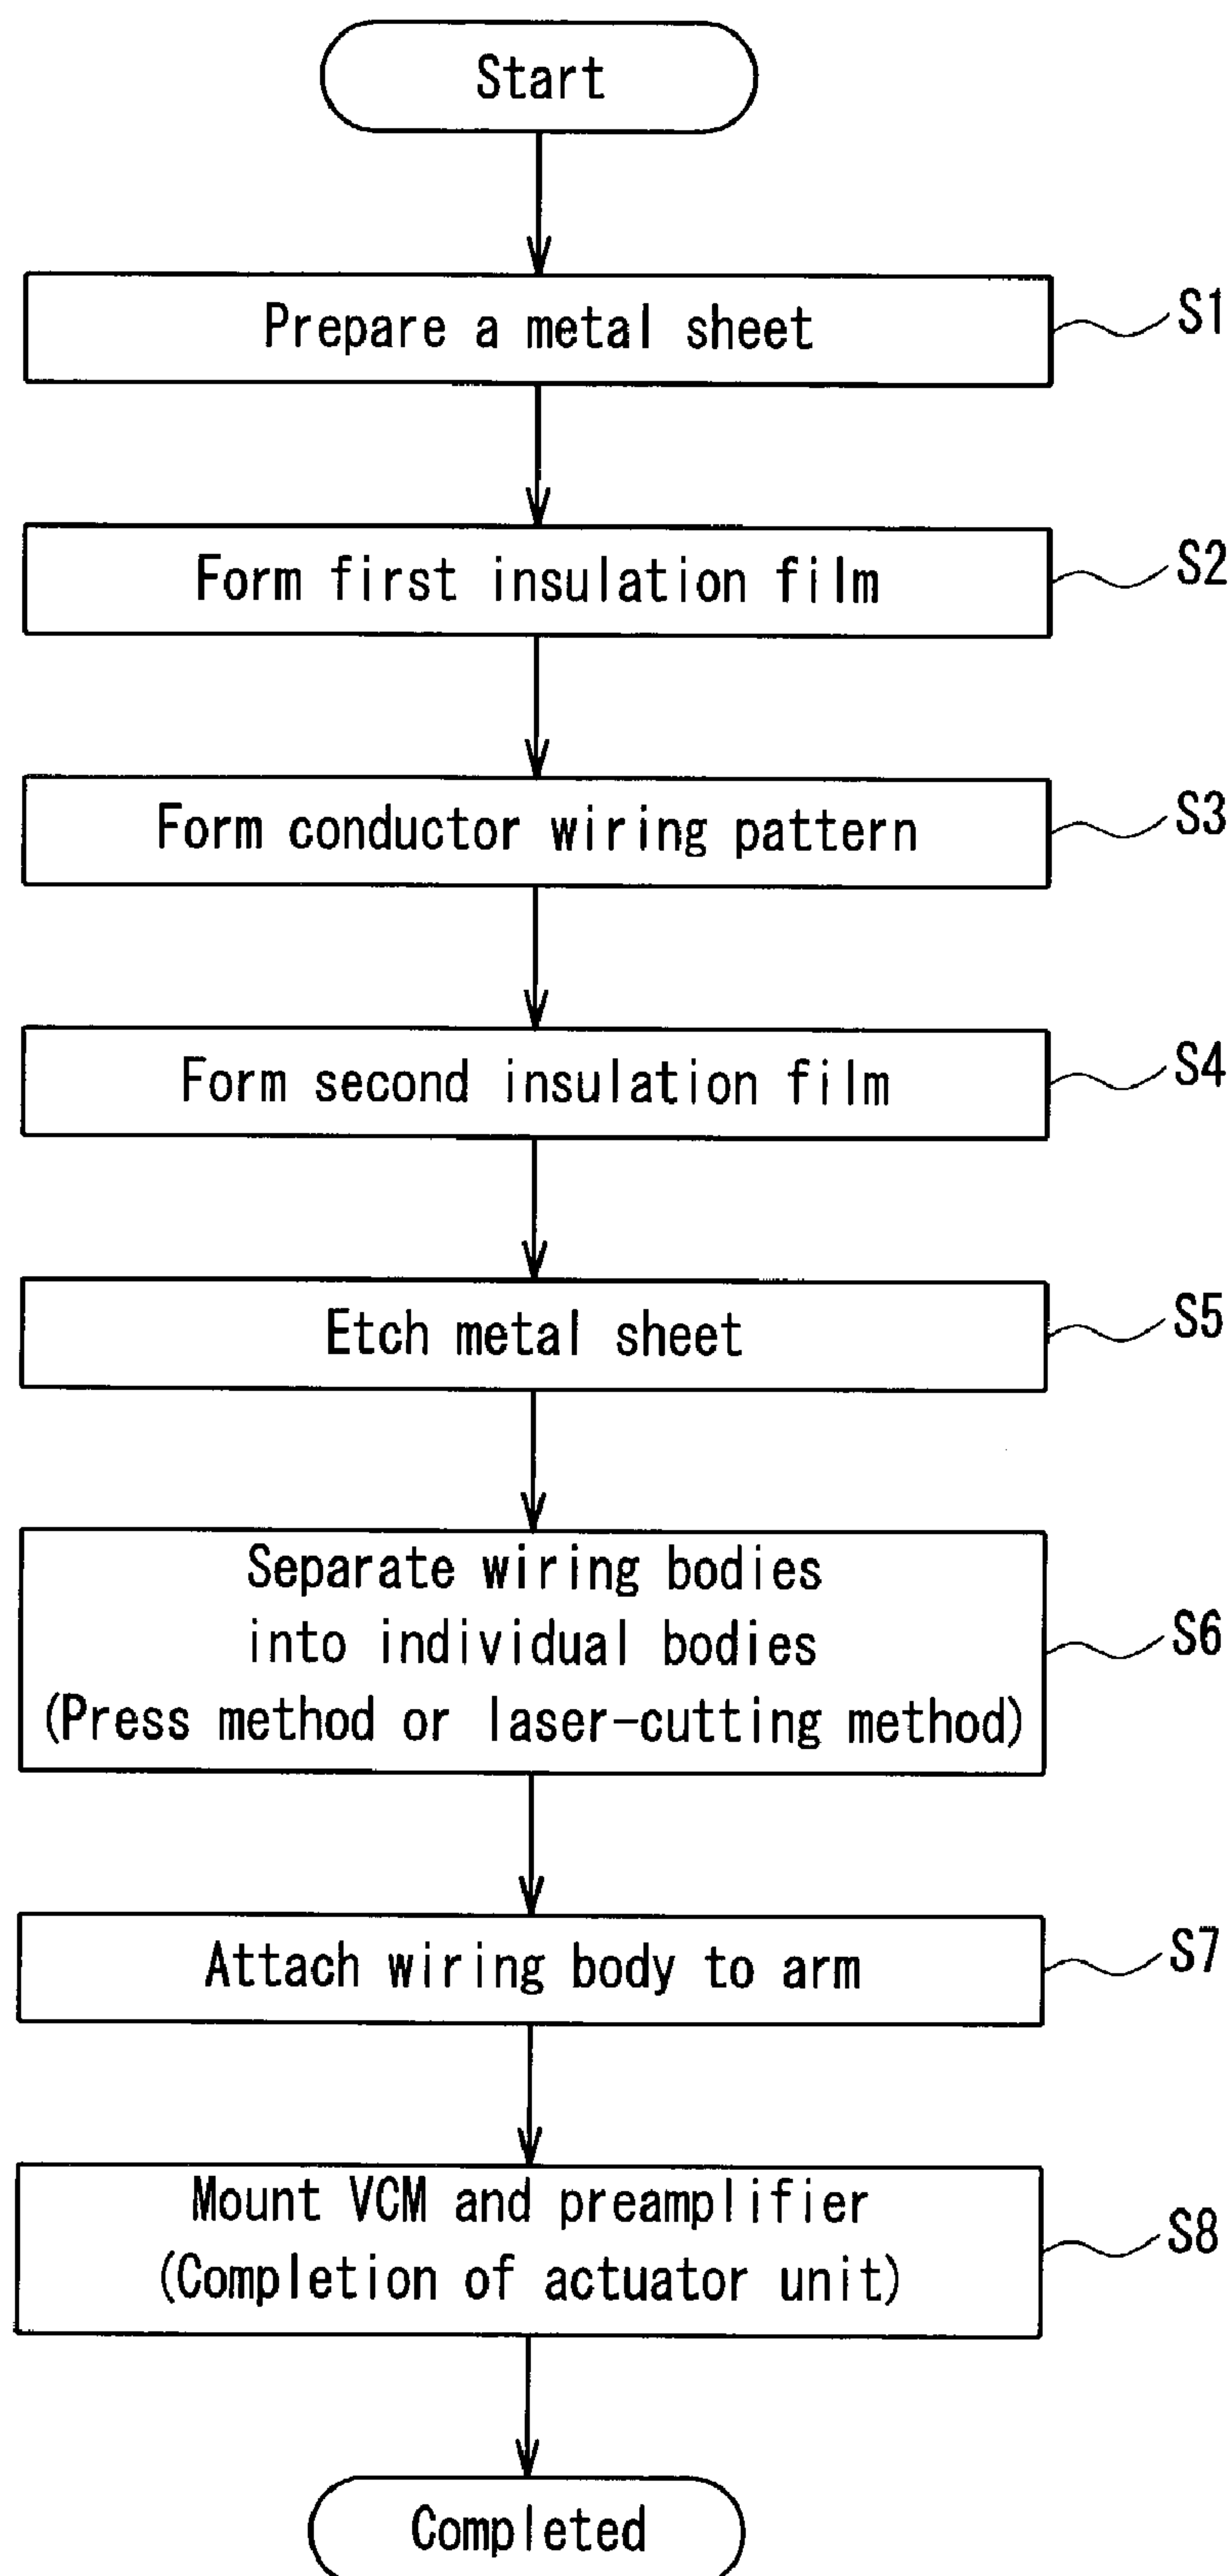 Start
Prepare a metal sheet
S1
Form first insulation film
S2
Form conductor wiring pattern
S3
Form second insulation film
S4
Etch metal sheet
S5
Separate wiring bodies
into individual bodies
(Press method or laser-cutting method)
S6
Attach wiring body to arm
S7
Mount VCM and preamplifier
(Completion of actuator unit)
S8
Completed